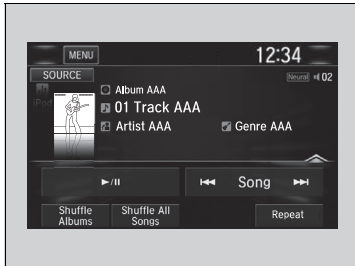 MENU
12:34
SOURCE
Neural
02
iPod
Album AAA
01 Track AAA
Artist AAA
Genre AAA
Song
Shuffle Albums
Shuffle All Songs
Repeat